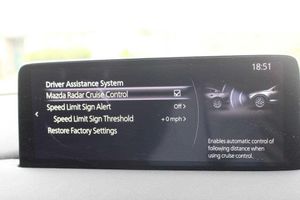 18:51
Driver Assistance System
Mazda Radar Cruise Control
Speed Limit Sign Alert Off
Speed Limit Sign Threshold +0 mph
Restore Factory Settings
Enables automatic control of
following distance when using
using cruise control.